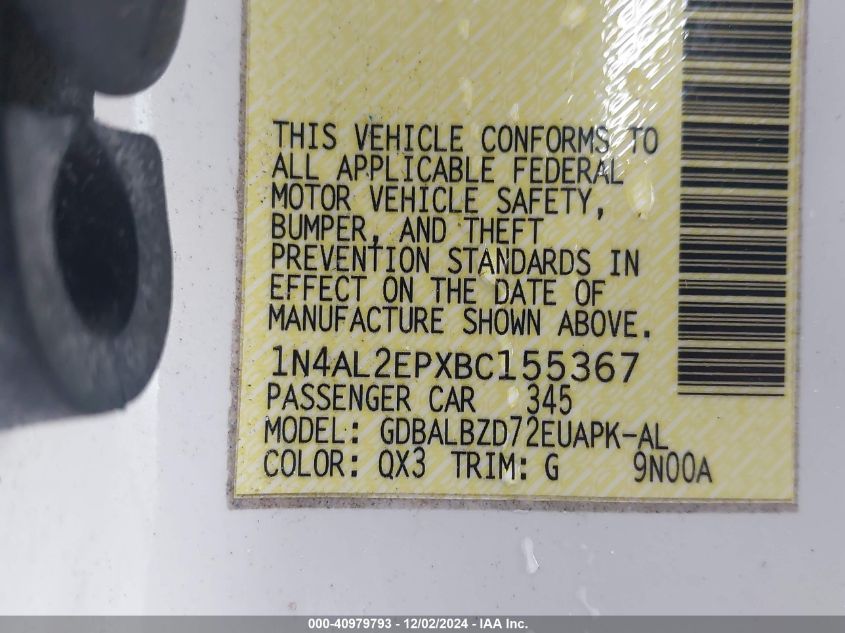 THIS VEHICLE CONFORMS TO
ALL APPLICABLE FEDERAL
MOTOR VEHICLE SAFETY,
BUMPER, AND THEFT
PREVENTION STANDARDS IN
EFFECT ON THE DATE OF
MANUFACTURE SHOWN ABOVE.
1N4AL2EPXBC155367
PASSENGER CAR 345
MODEL: GDBALBZD72EUAPK-AL
COLOR: QX3 TRIM: G 9N00A
000-40979793 - 12/02/2024 - IAA Inc.